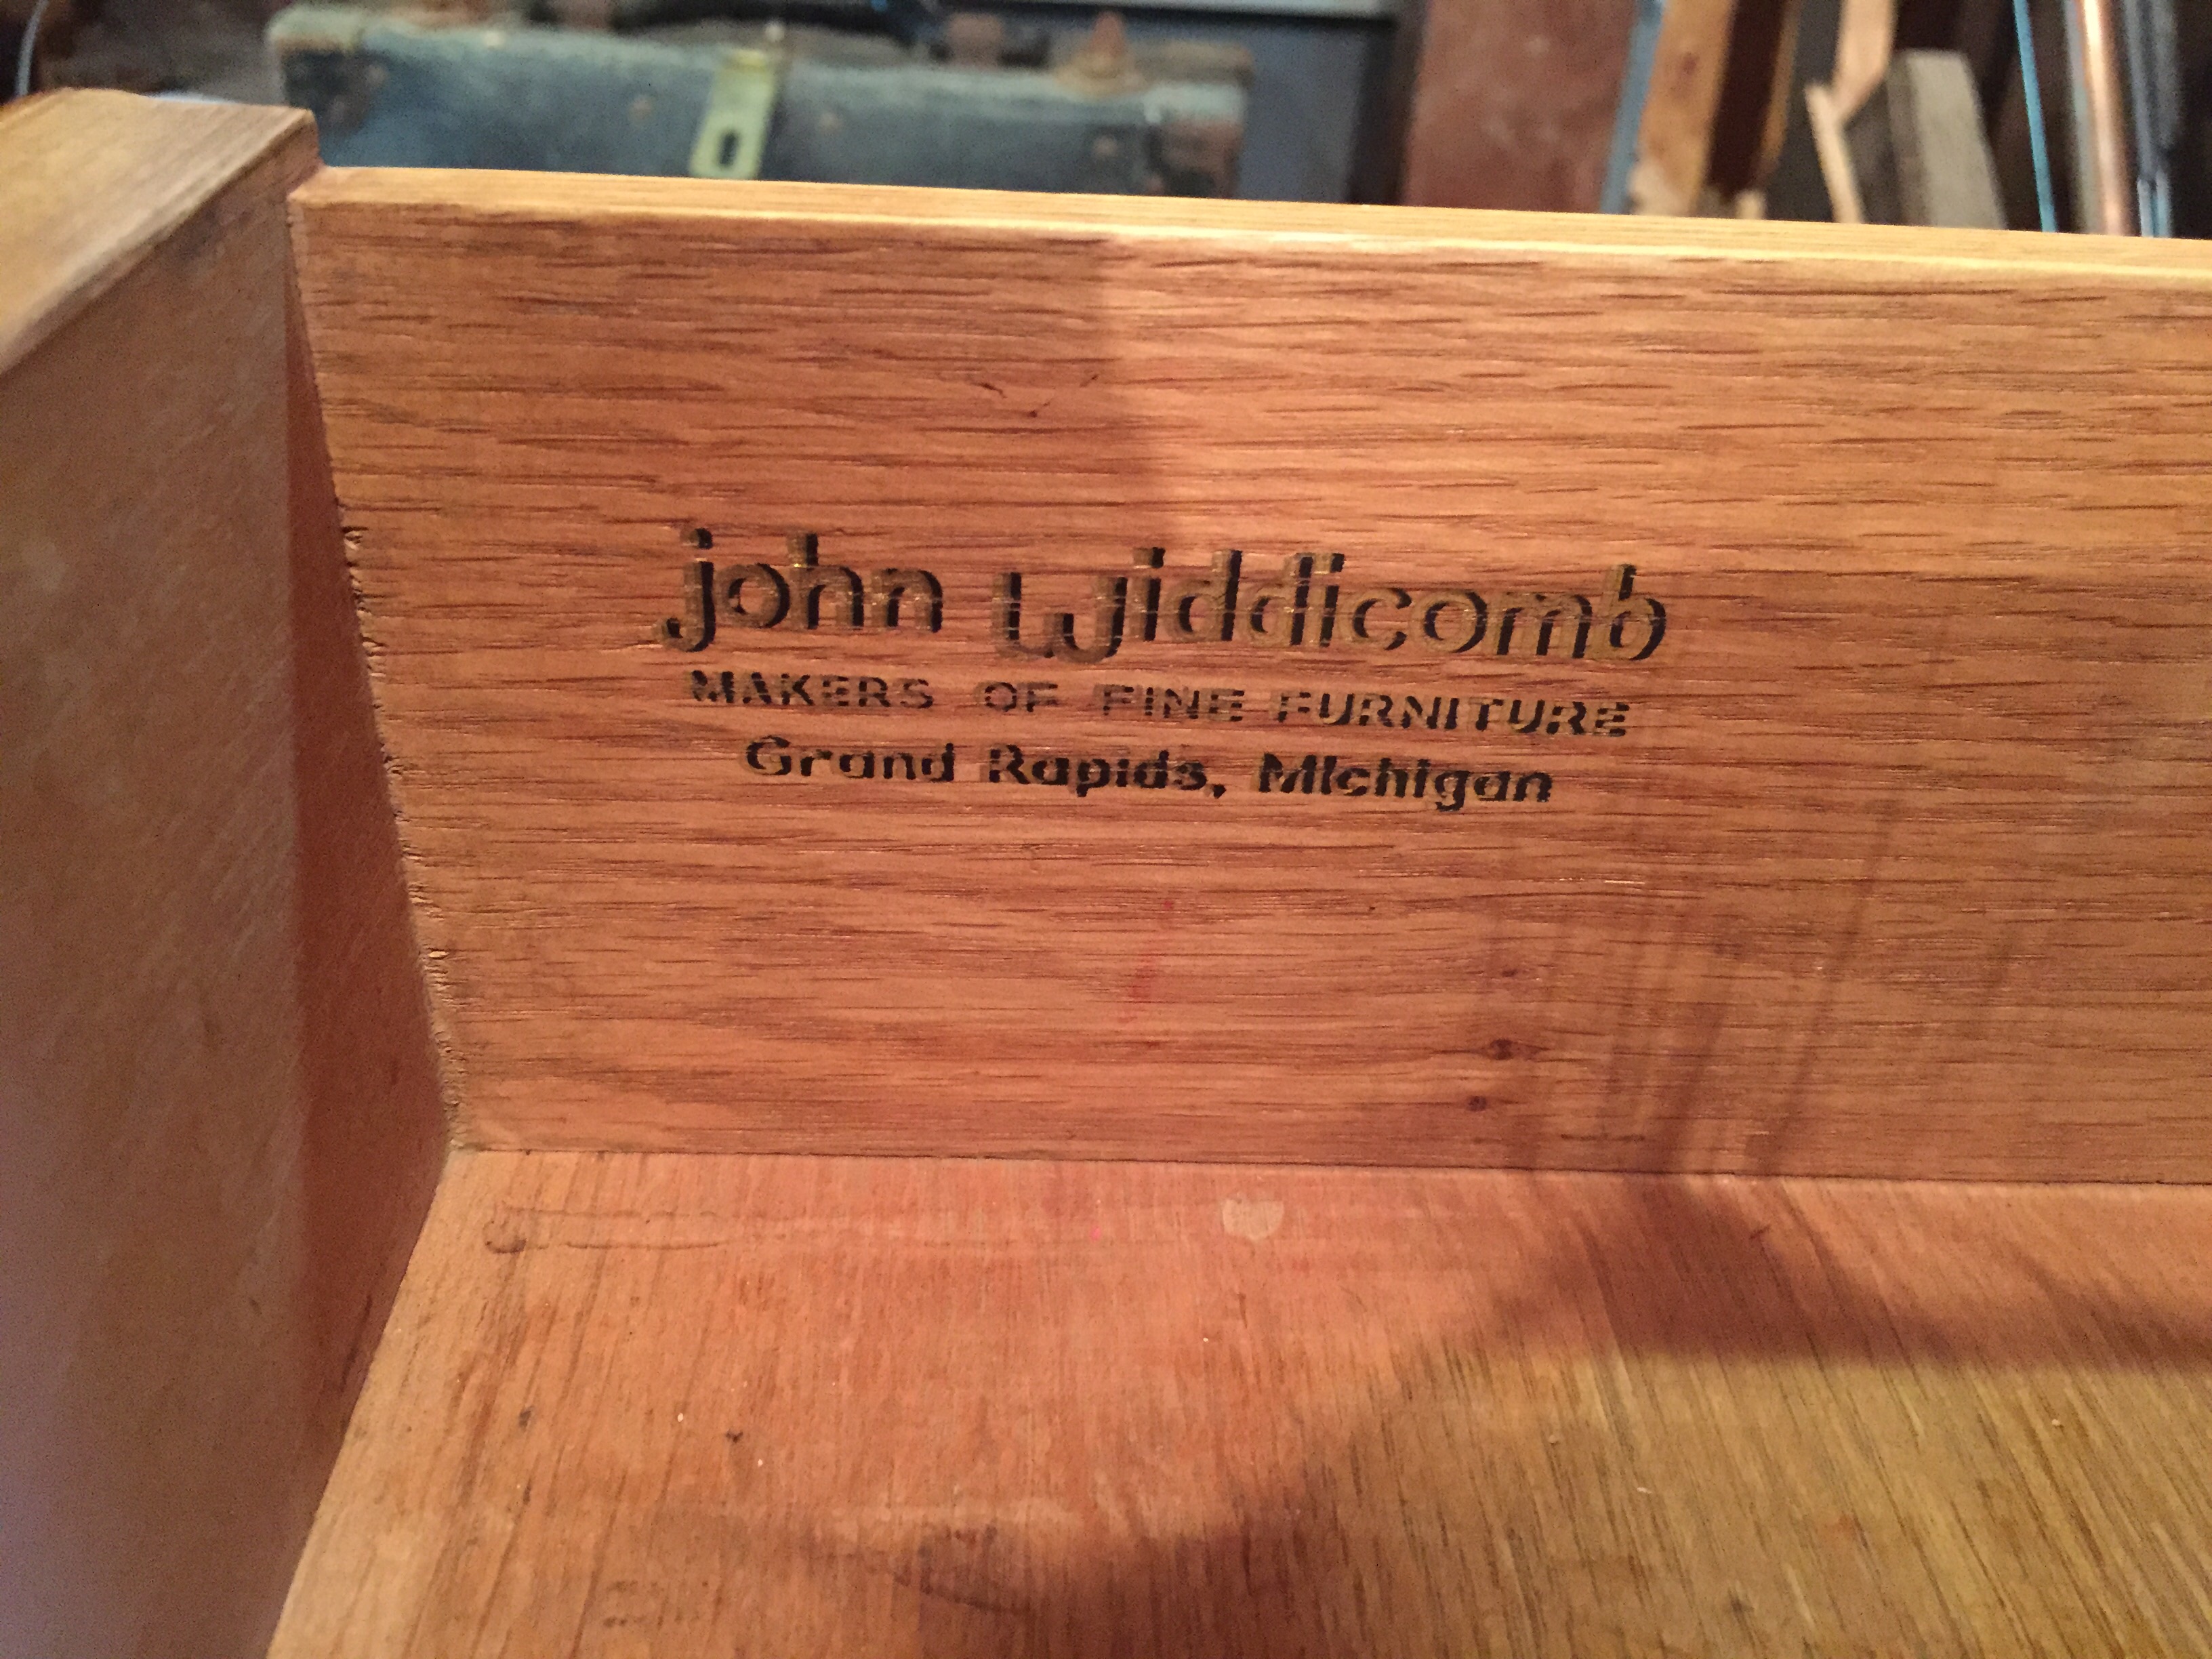 john widdicomb
MAKERS OF FINE FURNITURE
Grand Rapids, Michigan